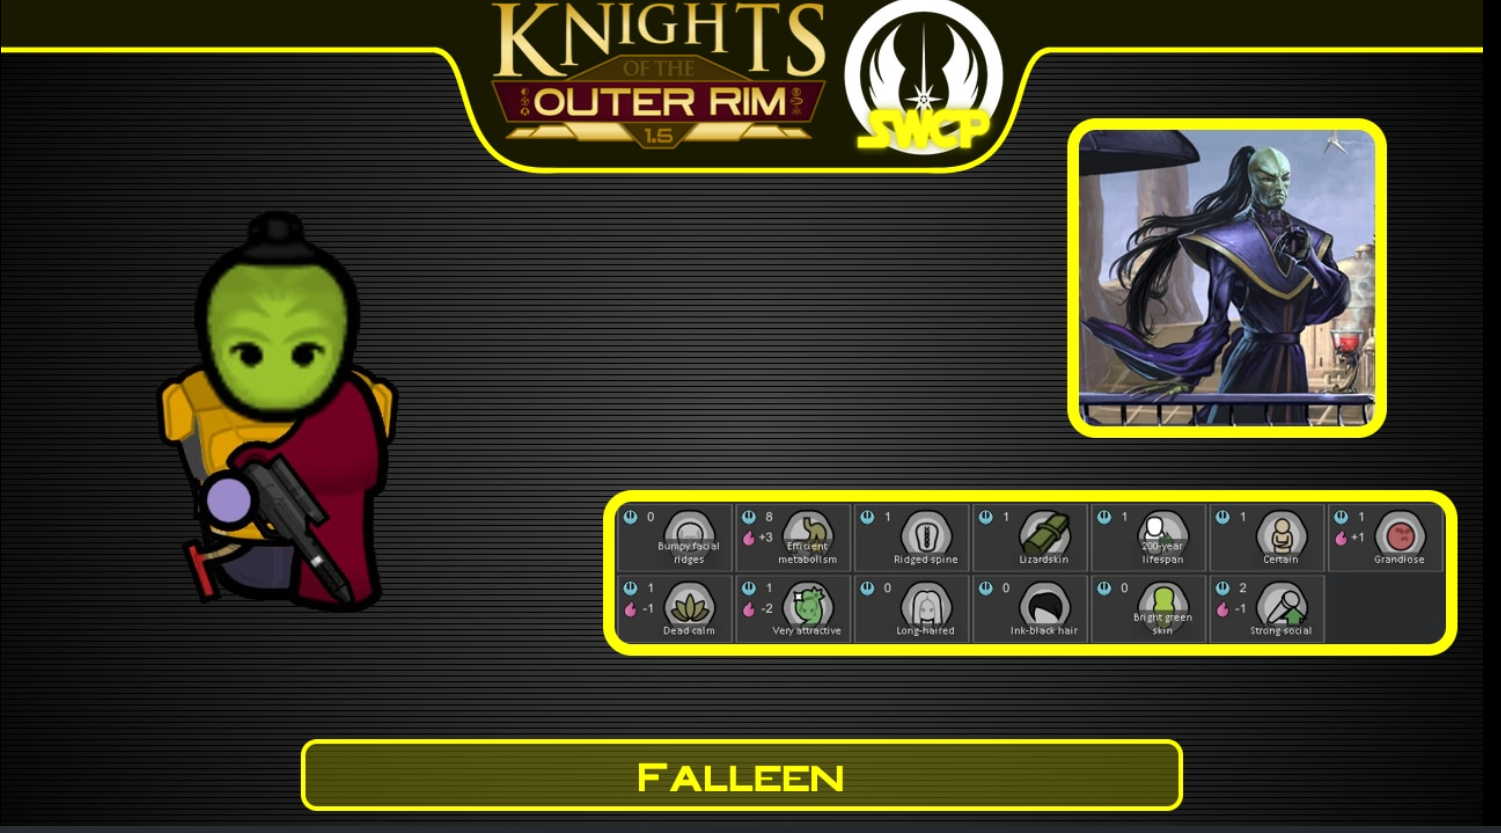 KNIGHTS
OF THE
OUTER RIM
1.5
SWCP
0
Bumpy facial
ridges
8
+3
Efficient
metabolism
1
Ridged spine
1
Lizardskin
1
200-year
lifespan
1
Certain
1
+1
Grandiose
1
-1
Dead calm
1
-2
Very attractive
0
Long-haired
0
Ink-black hair
0
Bright green
skin
2
-1
Strong social
FALLEEN